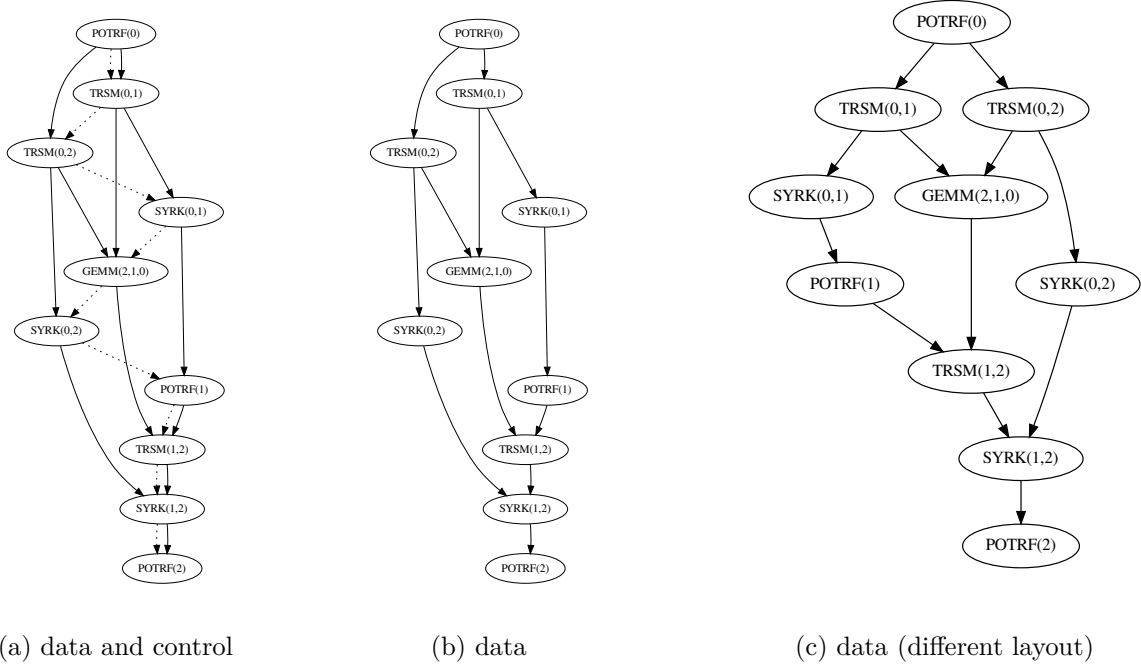 POTRF(0)
TRSM(0,1)
TRSM(0,2)
SYRK(0,1)
GEMM(2,1,0)
SYRK(0,2)
POTRF(1)
TRSM(1,2)
SYRK(1,2)
POTRF(2)
(a) data and control
POTRF(0)
TRSM(0,1)
TRSM(0,2)
SYRK(0,1)
GEMM(2,1,0)
SYRK(0,2)
POTRF(1)
TRSM(1,2)
SYRK(1,2)
POTRF(2)
(b) data
POTRF(0)
TRSM(0,1) TRSM(0,2)
SYRK(0,1) GEMM(2,1,0)
POTRF(1) SYRK(0,2)
TRSM(1,2)
SYRK(1,2)
POTRF(2)
(c) data (different layout)